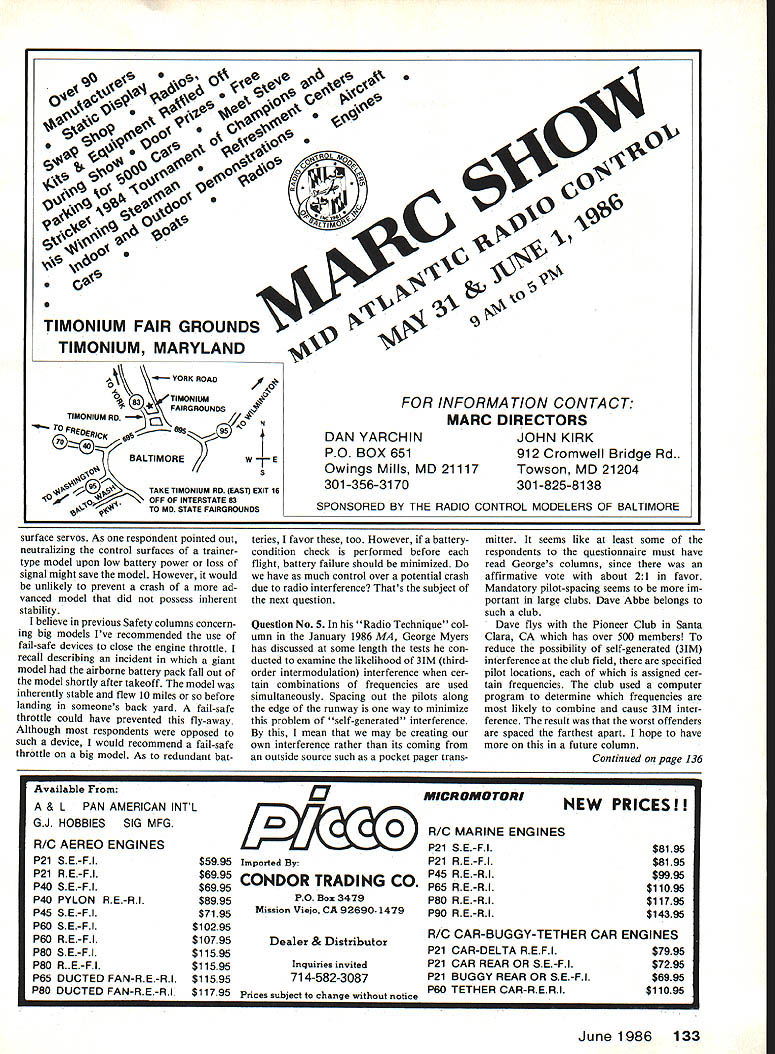 Over 90
Manufacturers
• Static Display •
Swap Shop • Radios,
Kits & Equipment Raffled Off
During Show • Door Prizes • Free
Parking for 5000 Cars • Meet Steve
Stricker 1984 Tournament of Champions and
his Winning Stearman • Refreshment Centers
• Indoor and Outdoor Demonstrations • Aircraft •
• Cars • Boats • Radios • Engines
RADIO CONTROL MODELERS
OF BALTIMORE INC.
MARC SHOW
MID ATLANTIC RADIO CONTROL
MAY 31 & JUNE 1, 1986
9 AM to 5 PM
TIMONIUM FAIR GROUNDS
TIMONIUM, MARYLAND
TO YORK
YORK ROAD
83
TIMONIUM
FAIRGROUNDS
TIMONIUM RD.
TO WILMINGTON
TO FREDERICK
70
40
695
695
95
N
W E
S
BALTIMORE
TO WASHINGTON
95
BALTO. WASH.
PKWY.
TAKE TIMONIUM RD. (EAST) EXIT 16
OFF OF INTERSTATE 83
TO MD. STATE FAIRGROUNDS
FOR INFORMATION CONTACT:
MARC DIRECTORS
DAN YARCHIN
P.O. BOX 651
Owings Mills, MD 21117
301-356-3170
JOHN KIRK
912 Cromwell Bridge Rd..
Towson, MD 21204
301-825-8138
SPONSORED BY THE RADIO CONTROL MODELERS OF BALTIMORE
surface servos. As one respondent pointed out,
neutralizing the control surfaces of a trainer-
type model upon low battery power or loss of
signal might save the model. However, it would
be unlikely to prevent a crash of a more ad-
vanced model that did not possess inherent
stability.
I believe in previous Safety columns concern-
ing big models I've recommended the use of
fail-safe devices to close the engine throttle. I
recall describing an incident in which a giant
model had the airborne battery pack fall out of
the model shortly after takeoff. The model was
inherently stable and flew 10 miles or so before
landing in someone's back yard. A fail-safe
throttle could have prevented this fly-away.
Although most respondents were opposed to
such a device, I would recommend a fail-safe
throttle on a big model. As to redundant bat-
teries, I favor these, too. However, if a battery-
condition check is performed before each
flight, battery failure should be minimized. Do
we have as much control over a potential crash
due to radio interference? That's the subject of
the next question.
Question No. 5. In his "Radio Technique" col-
umn in the January 1986 MA, George Myers
has discussed at some length the tests he con-
ducted to examine the likelihood of 3IM (third-
order intermodulation) interference when cer-
tain combinations of frequencies are used
simultaneously. Spacing out the pilots along
the edge of the runway is one way to minimize
this problem of "self-generated" interference.
By this, I mean that we may be creating our
own interference rather than its coming from
an outside source such as a pocket pager trans-
mitter. It seems like at least some of the
respondents to the questionnaire must have
read George's columns, since there was an
affirmative vote with about 2:1 in favor.
Mandatory pilot-spacing seems to be more im-
portant in large clubs. Dave Abbe belongs to
such a club.
Dave flys with the Pioneer Club in Santa
Clara, CA which has over 500 members! To
reduce the possibility of self-generated (3IM)
interference at the club field, there are specified
pilot locations, each of which is assigned cer-
tain frequencies. The club used a computer
program to determine which frequencies are
most likely to combine and cause 3IM inter-
ference. The result was that the worst offenders
are spaced the farthest apart. I hope to have
more on this in a future column.
Continued on page 136
Available From:
A & L PAN AMERICAN INT'L
G.J. HOBBIES SIG MFG.
R/C AEREO ENGINES
P21 S.E.-F.I. $59.95
P21 R.E.-F.I. $69.95
P40 S.E.-F.I. $69.95
P40 PYLON R.E.-R.I. $89.95
P45 S.E.-F.I. $71.95
P60 S.E.-F.I. $102.95
P60 R.E.-F.I. $107.95
P80 S.E.-F.I. $115.95
P80 R..E.-F.I. $115.95
P65 DUCTED FAN-R.E.-R.I. $115.95
P80 DUCTED FAN-R.E.-R.I. $117.95
picco
Imported By:
CONDOR TRADING CO.
P.O. Box 3479
Mission Viejo, CA 92690-1479
Dealer & Distributor
Inquiries invited
714-582-3087
Prices subject to change without notice
MICROMOTORI
NEW PRICES!!
R/C MARINE ENGINES
P21 S.E.-F.I. $81.95
P21 R.E.-F.I. $81.95
P45 R.E.-R.I. $99.95
P65 R.E.-R.I. $110.95
P80 R.E.-R.I. $117.95
P90 R.E.-R.I. $143.95
R/C CAR-BUGGY-TETHER CAR ENGINES
P21 CAR-DELTA R.E.F.I. $79.95
P21 CAR REAR OR S.E.-F.I. $72.95
P21 BUGGY REAR OR S.E.-F.I. $69.95
P60 TETHER CAR-R.E.R.I. $110.95
June 1986 133